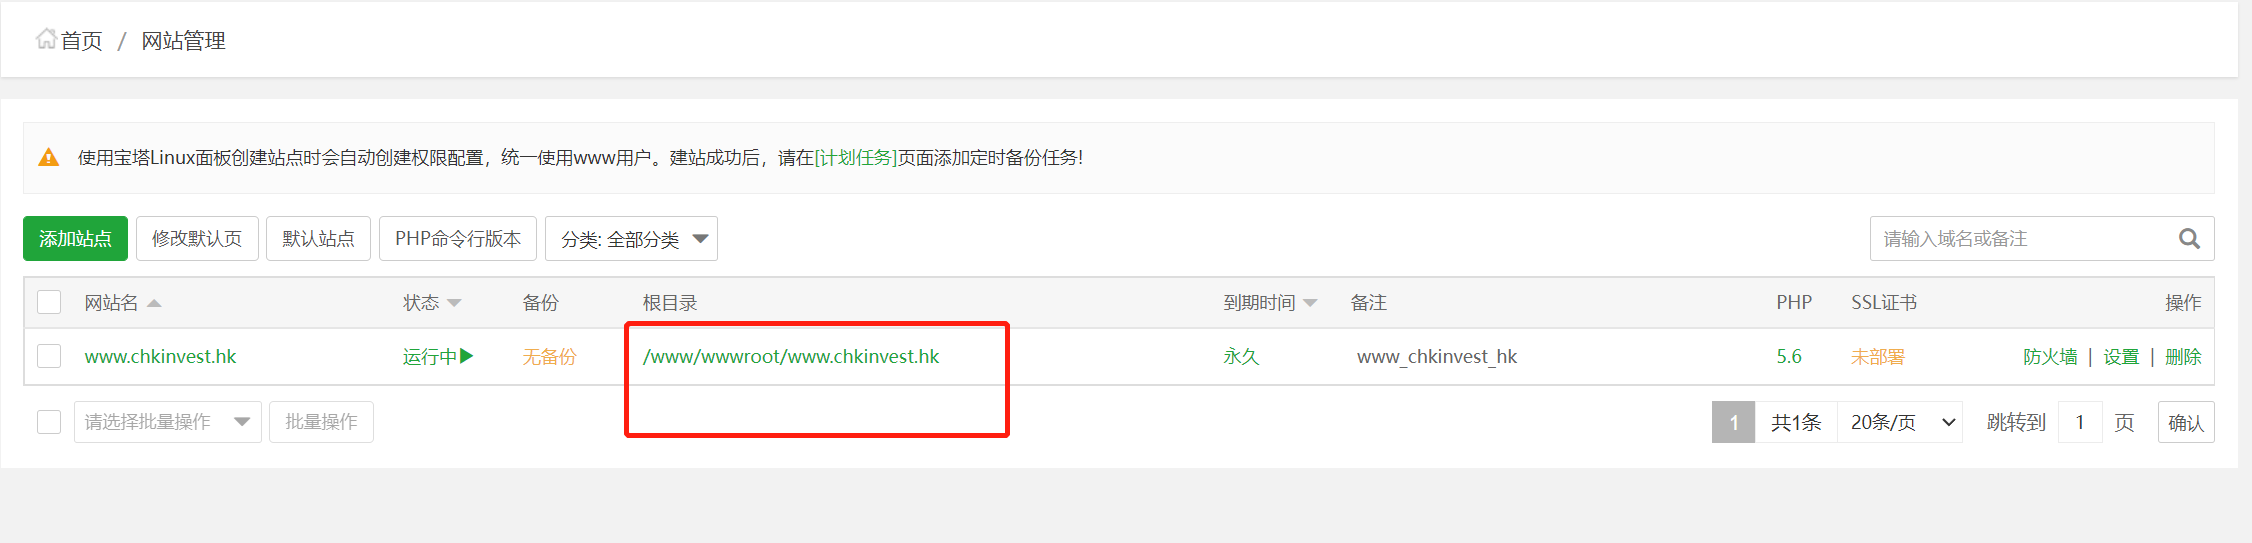 首页 / 网站管理
使用宝塔Linux面板创建站点时会自动创建权限配置，统一使用www用户。建站成功后，请在[计划任务]页面添加定时备份任务!
添加站点 修改默认页 默认站点 PHP命令行版本 分类: 全部分类 请输入域名或备注
网站名 状态 备份 根目录 到期时间 备注 PHP SSL证书 操作
www.chkinvest.hk 运行中 无备份 /www/wwwroot/www.chkinvest.hk 永久 www_chkinvest_hk 5.6 未部署 防火墙 | 设置 | 删除
请选择批量操作 批量操作 1 共1条 20条/页 跳转到 1 页 确认